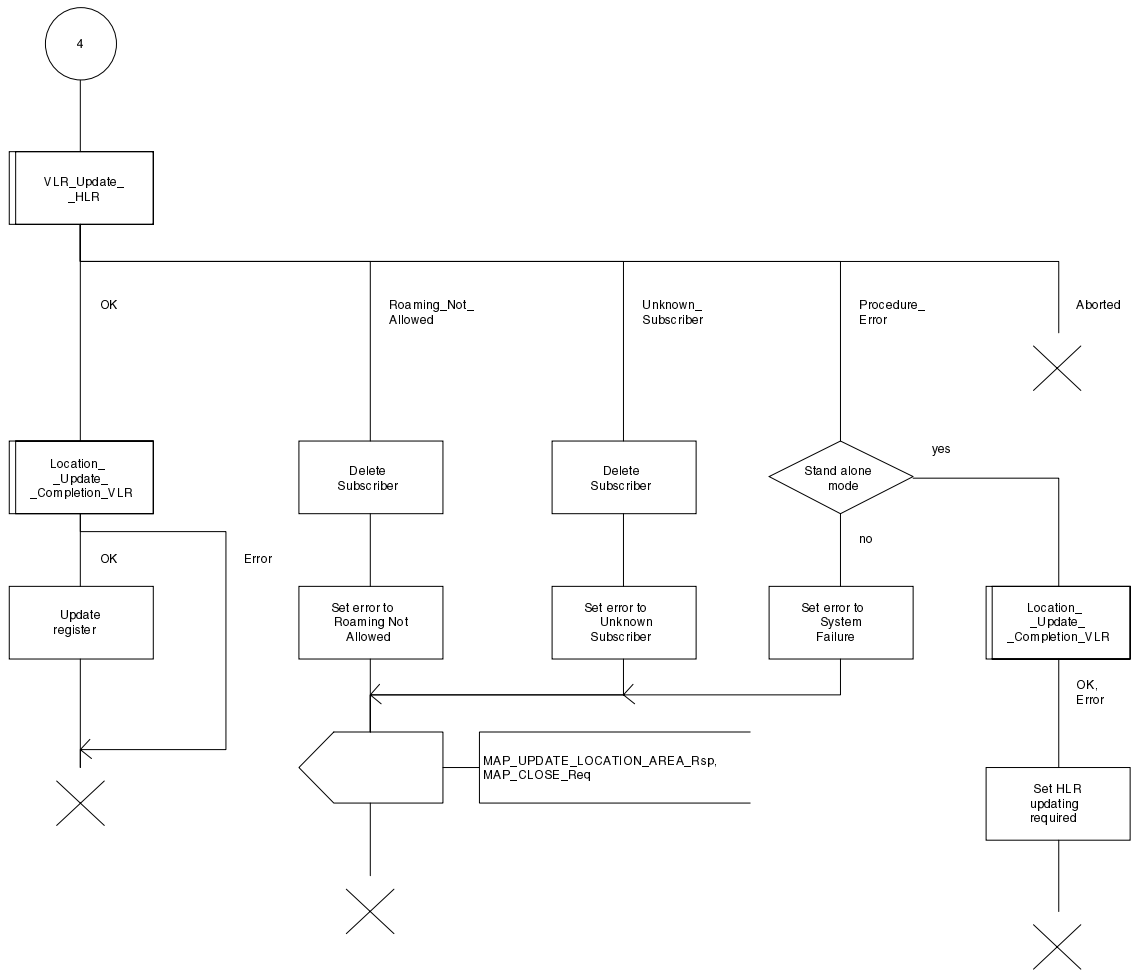 4
VLR_Update_
_HLR
OK
Roaming_Not_
Allowed
Unknown_
Subscriber
Procedure_
Error
Aborted
Location_
_Update_
_Completion_VLR
Delete
Subscriber
Delete
Subscriber
Stand alone
mode
yes
OK
Error
no
Update
register
Set error to
Roaming Not
Allowed
Set error to
Unknown
Subscriber
Set error to
System
Failure
Location_
_Update_
_Completion_VLR
OK,
Error
MAP_UPDATE_LOCATION_AREA_Rsp,
MAP_CLOSE_Req
Set HLR
updating
required